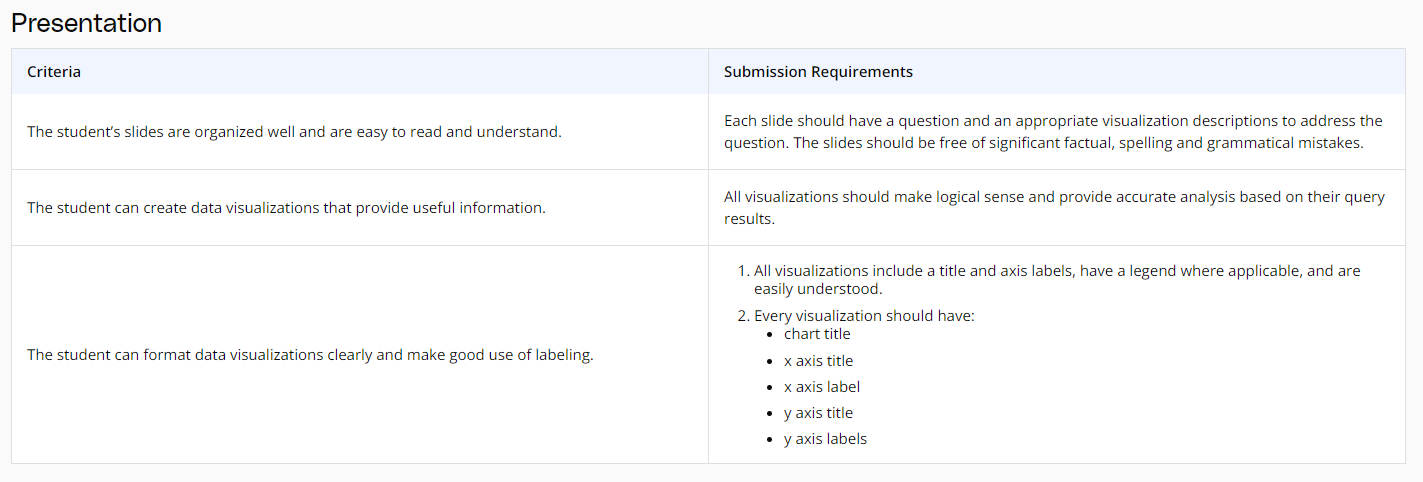 Presentation
Criteria
Submission Requirements
The student's slides are organized well and are easy to read and understand.
Each slide should have a question and an appropriate visualization descriptions to address the
question. The slides should be free of significant factual, spelling and grammatical mistakes.
The student can create data visualizations that provide useful information.
All visualizations should make logical sense and provide accurate analysis based on their query
results.
The student can format data visualizations clearly and make good use of labeling.
1. All visualizations include a title and axis labels, have a legend where applicable, and are
easily understood.
2. Every visualization should have:
• chart title
• x axis title
• x axis label
• y axis title
• y axis labels